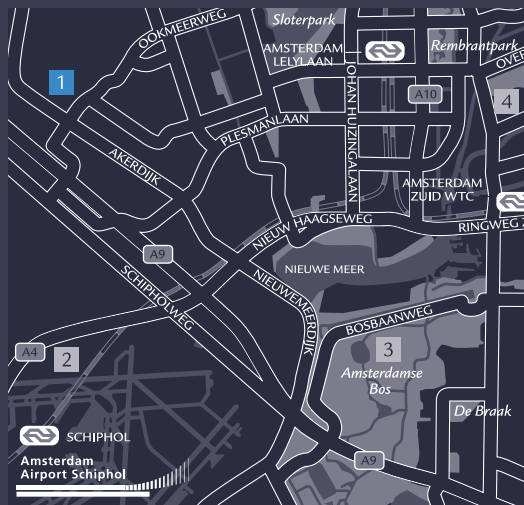 OOKMEERWEG
Sloterpark
AMSTERDAM
LELYLAAN
Rembrantpark
OVER
1
A10
4
JOHAN HUIZINGALAAN
PLESMANLAAN
AKERDIJK
AMSTERDAM
ZUID WTC
NIEUW HAAGSEWEG
RINGWEG Z
A9
NIEUWE MEER
SCHIPHOLWEG
NIEUWEMEERDIJK
BOSBAANWEG
A4
2
3
Amsterdamse
Bos
De Braak
SCHIPHOL
A9
Amsterdam
Airport Schiphol